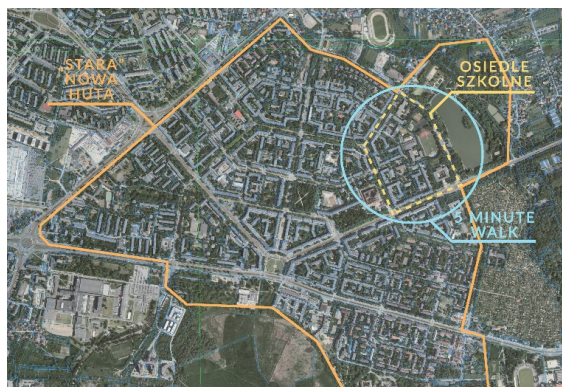 „STARA”
NOWA
HUTA
OSIEDLE
SZKOLNE
5 MINUTE
WALK